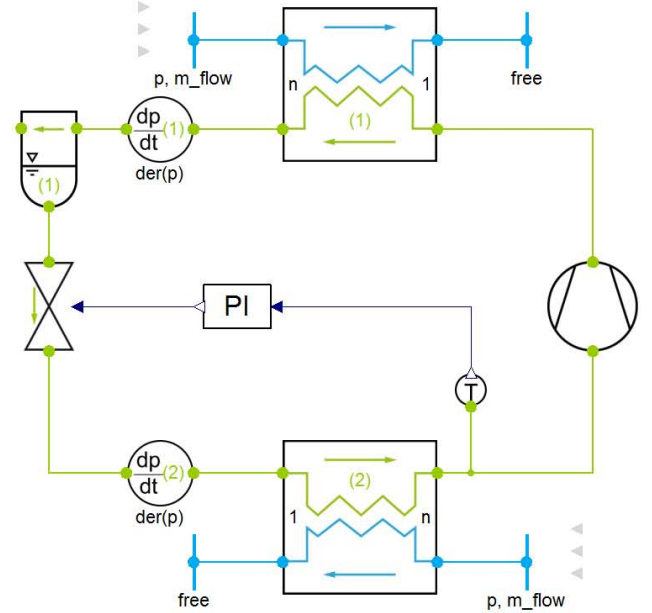 p, m_flow
free
n
1
(1)
dp
dt
(1)
der(p)
(1)
PI
T
dp
dt
(2)
der(p)
(2)
1
n
free
p, m_flow